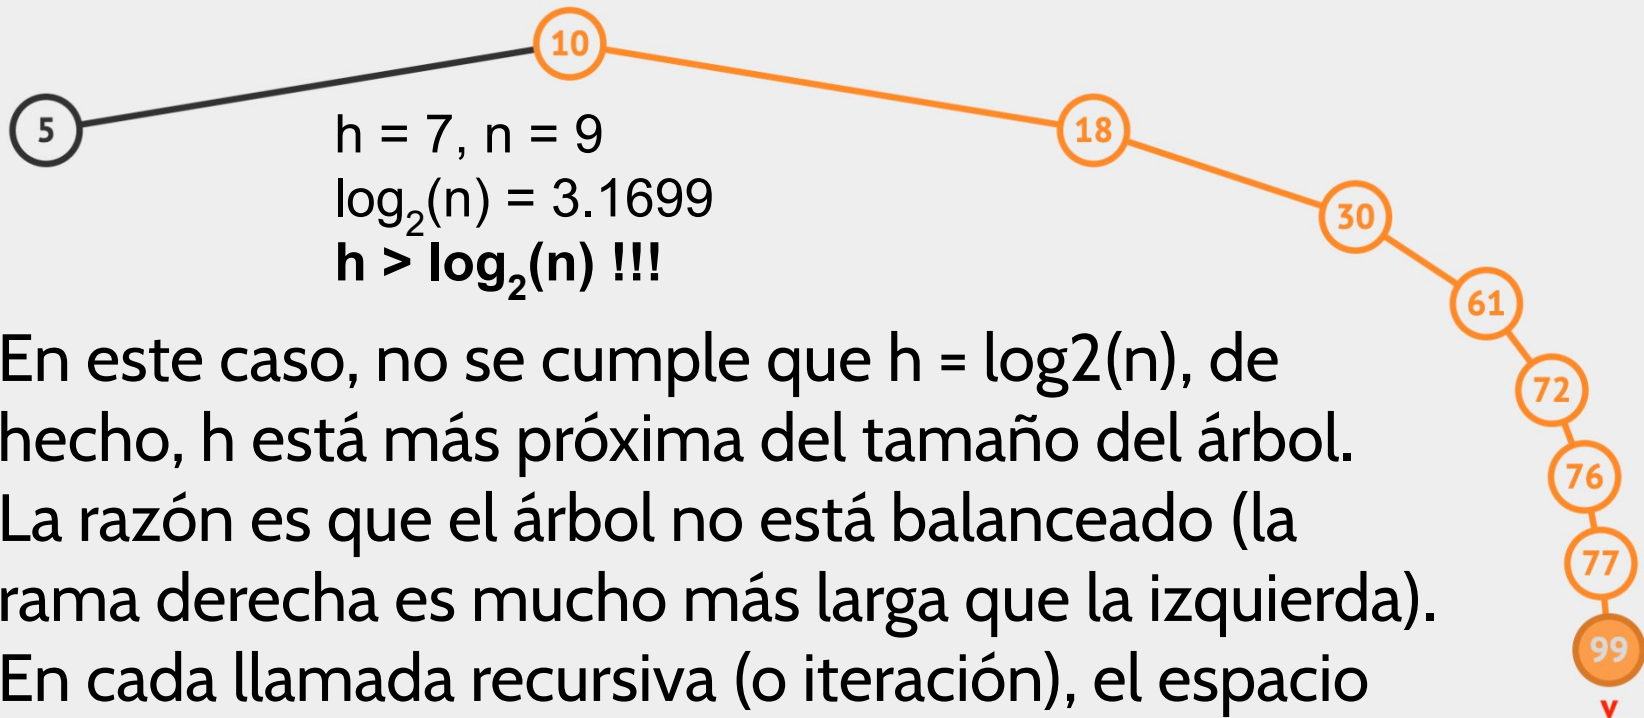 10
5
18
h = 7, n = 9
log₂(n) = 3.1699
30
h > log₂(n) !!!
61
En este caso, no se cumple que h = log2(n), de
72
hecho, h está más próxima del tamaño del árbol.
76
La razón es que el árbol no está balanceado (la
77
rama derecha es mucho más larga que la izquierda).
99
En cada llamada recursiva (o iteración), el espacio
v